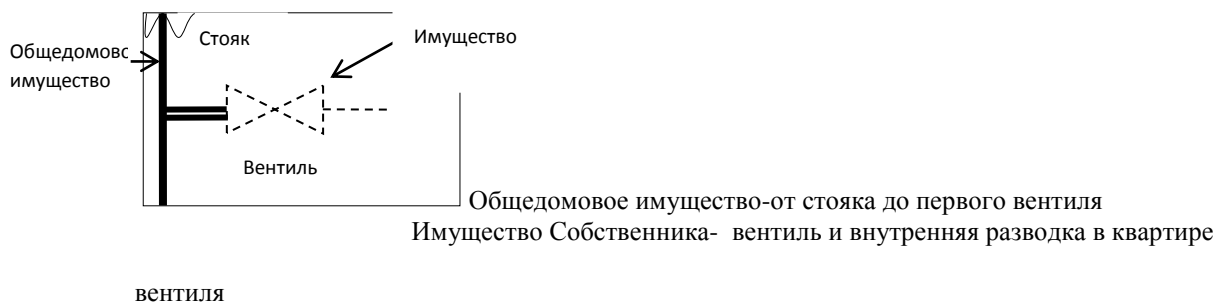 Стояк
Имущество
Общедомовс
имущество
Вентиль
Общедомовое имущество-от стояка до первого вентиля
Имущество Собственника- вентиль и внутренняя разводка в квартире
вентиля